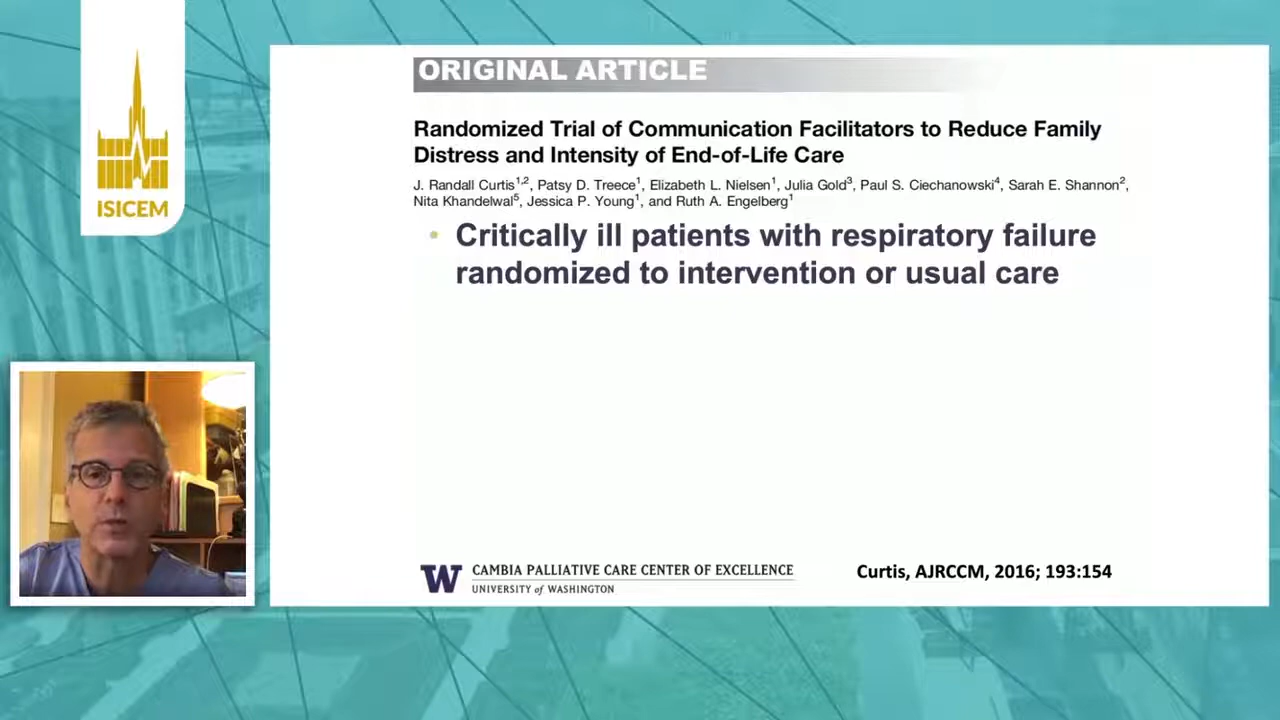 ISICEM
ORIGINAL ARTICLE
Randomized Trial of Communication Facilitators to Reduce Family
Distress and Intensity of End-of-Life Care
J. Randall Curtis1,2, Patsy D. Treece1, Elizabeth L. Nielsen1, Julia Gold3, Paul S. Ciechanowski4, Sarah E. Shannon2,
Nita Khandelwal5, Jessica P. Young1, and Ruth A. Engelberg1
• Critically ill patients with respiratory failure
randomized to intervention or usual care
W CAMBIA PALLIATIVE CARE CENTER OF EXCELLENCE
UNIVERSITY of WASHINGTON
Curtis, AJRCCM, 2016; 193:154